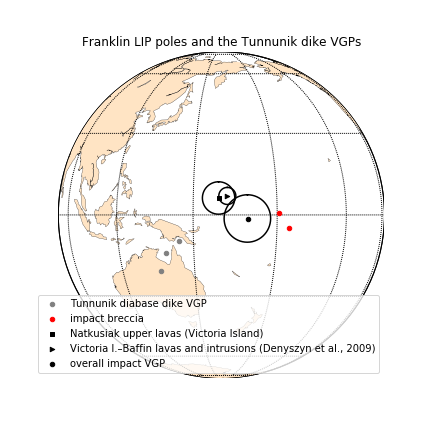 Franklin LIP poles and the Tunnunik dike VGPs
Tunnunik diabase dike VGP
impact breccia
Natkusiak upper lavas (Victoria Island)
Victoria I.–Baffin lavas and intrusions (Denyszyn et al., 2009)
overall impact VGP